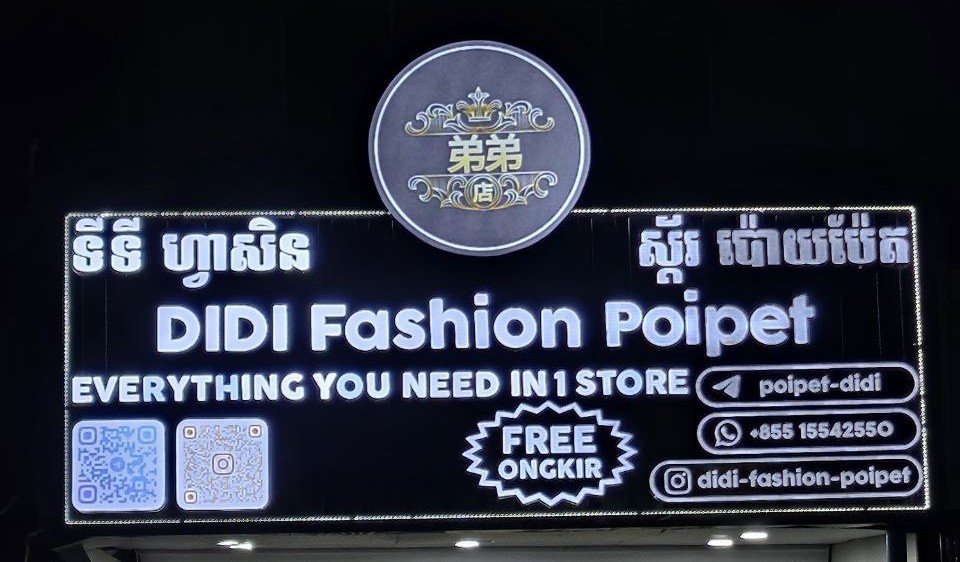 弟弟
店
ទីទី ហ្វាសិន ស្ត័រ ប៉ោយប៉ែត
DIDI Fashion Poipet
EVERYTHING YOU NEED IN 1 STORE
poipet-didi
FREE
ONGKIR
+855 15542550
didi-fashion-poipet